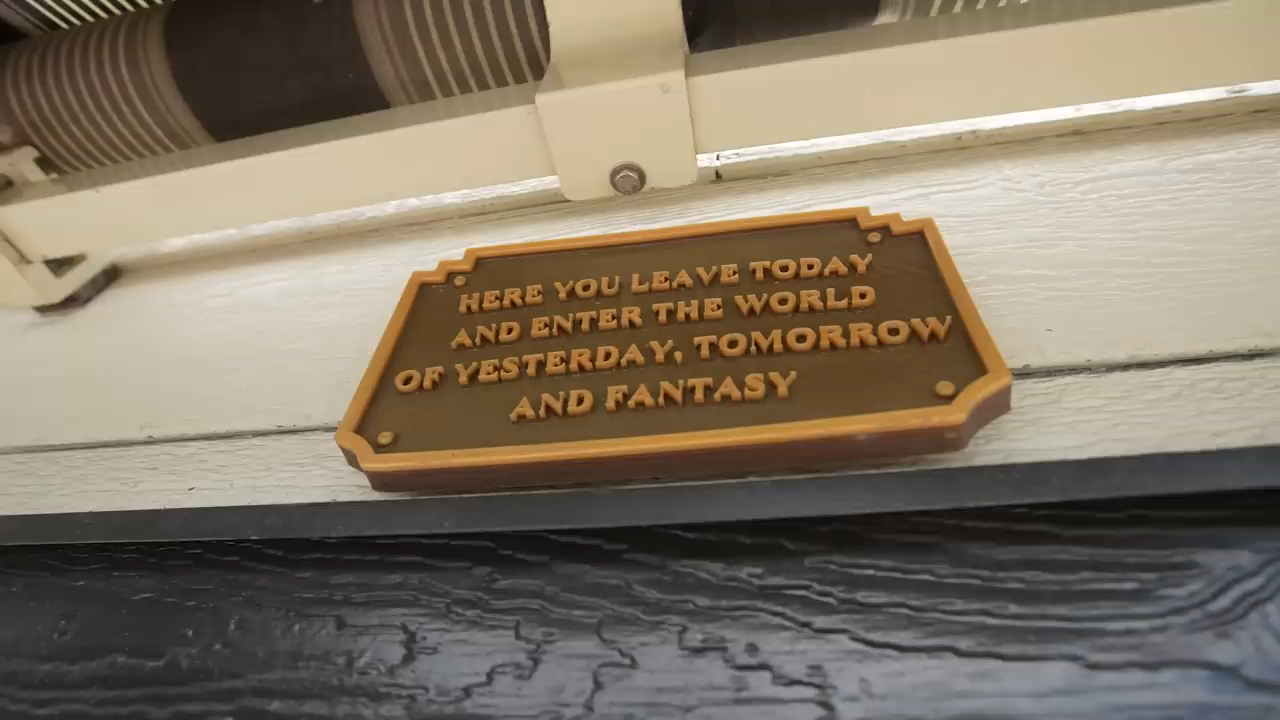 HERE YOU LEAVE TODAY
AND ENTER THE WORLD
OF YESTERDAY, TOMORROW
AND FANTASY